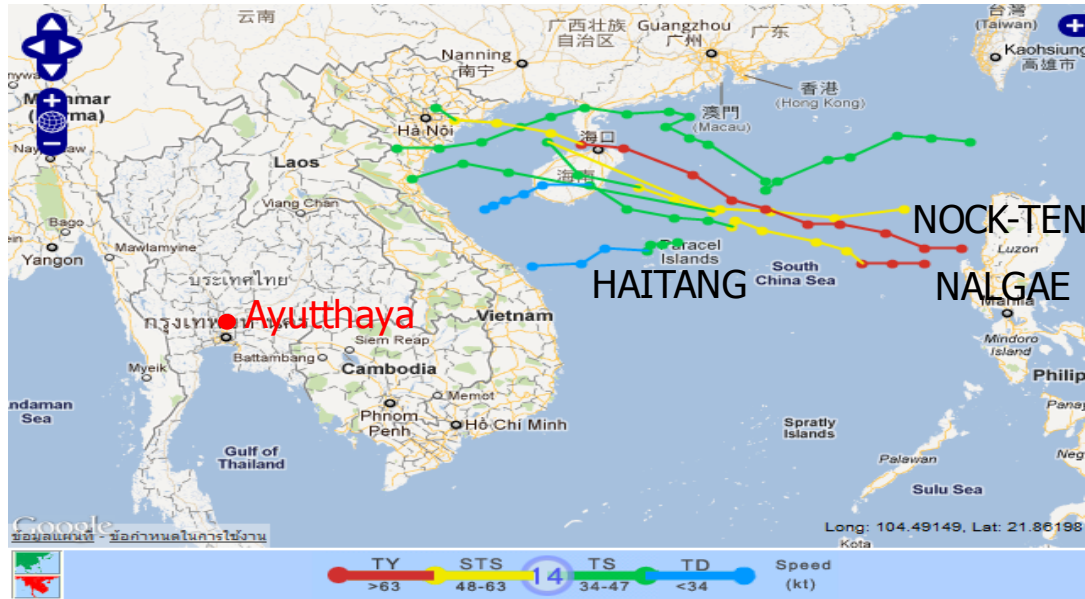 云南
广西壮族
自治区
Guangzhou
广州
广东
台灣
(Taiwan)
Kaohsiung
高雄市
Nanning
南宁
香港
(Hong Kong)
澳門
(Macau)
Hà Nội
海口
海南
Laos
Viang Chan
Bago
Yangon
Mawlamyine
ประเทศไทย
Ayutthaya
Paracel
Islands
HAITANG
South
China Sea
NOCK-TEN
Luzon
NALGAE
Manila
Mindoro
Island
Vietnam
Siem Reap
Battambang
Cambodia
Myeik
Memot
Phnom
Penh
Hồ Chí Minh
Philip
Panay
Neg
ndaman
Sea
Gulf of
Thailand
Spratly
Islands
Palawan
Sulu Sea
Kota
Google
ข้อมูลแผนที่ - ข้อกำหนดในการใช้งาน
Long: 104.49149, Lat: 21.86198
TY STS 14 TS TD Speed
>63 48-63 34-47 <34 (kt)